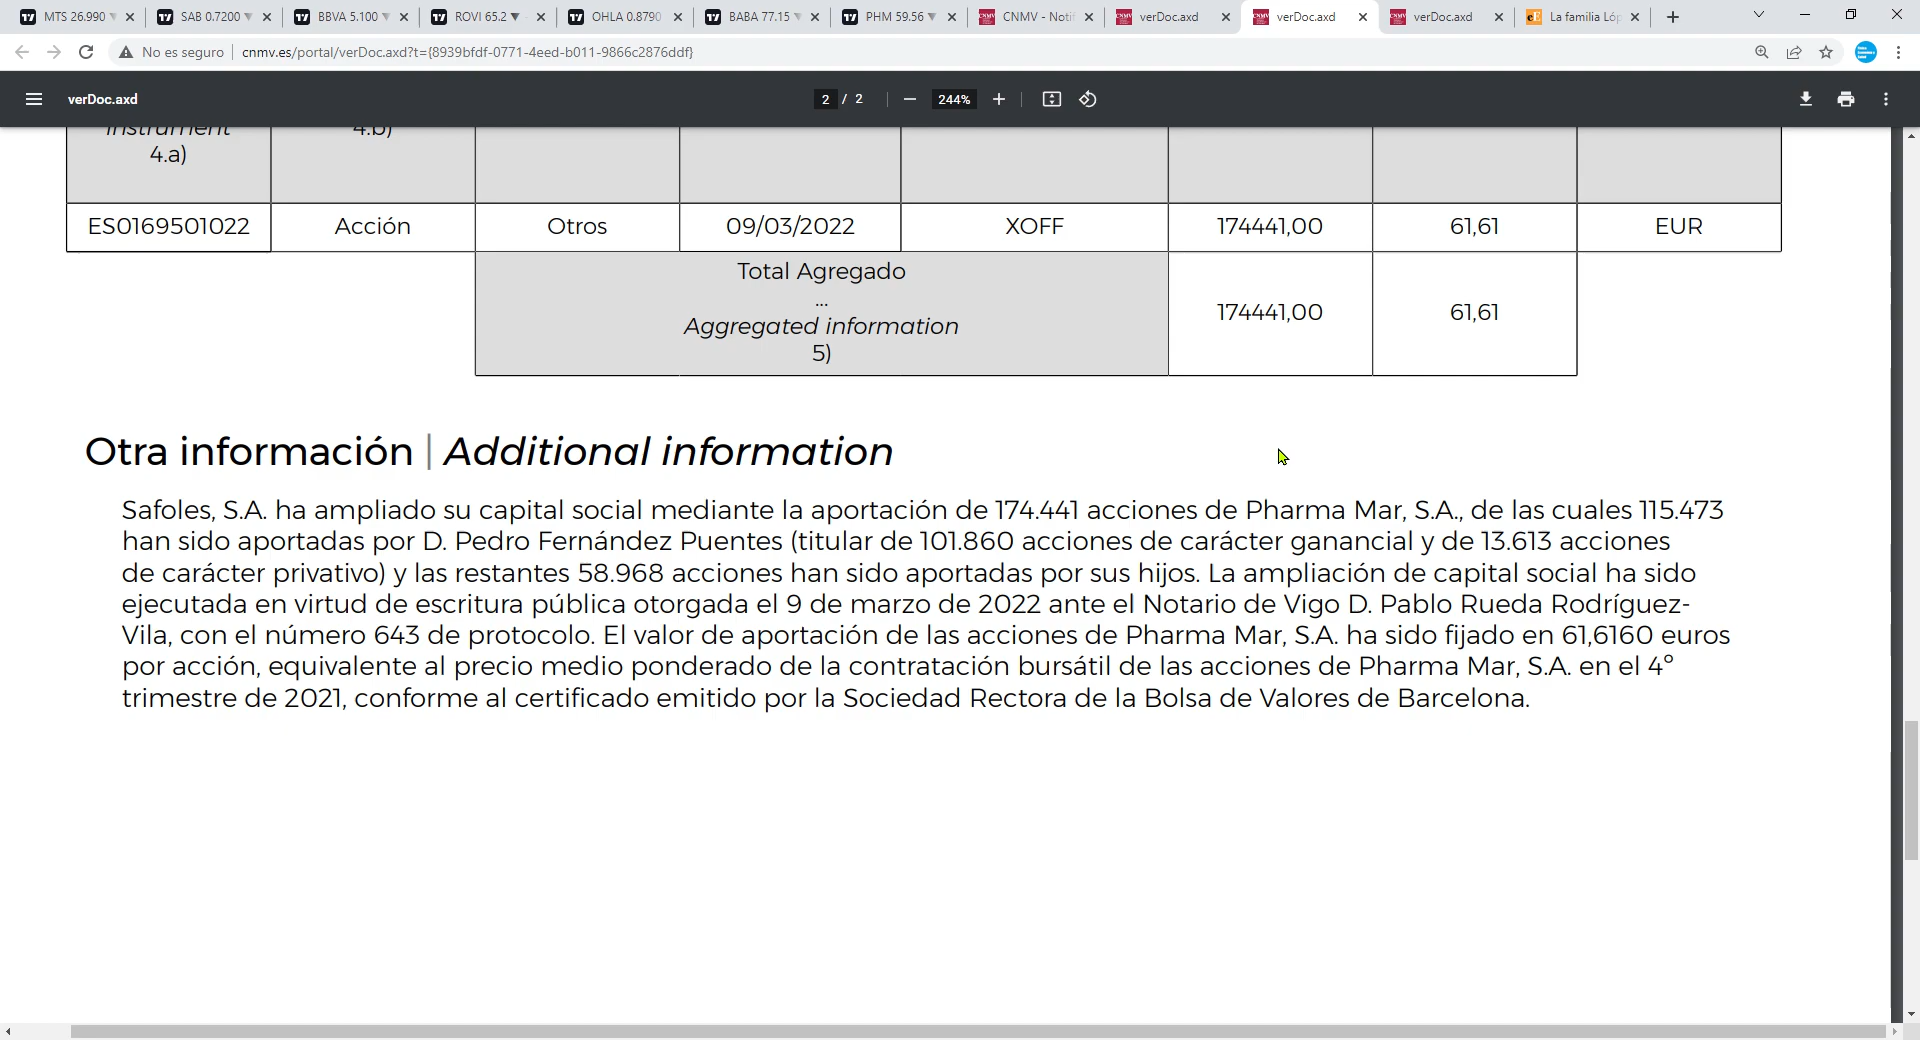 MTS 26.990
SAB 0.7200
BBVA 5.100
ROVI 65.2
OHLA 0.8790
BABA 77.15
PHM 59.56
CNMV - Noti
verDoc.axd
verDoc.axd
verDoc.axd
La familia Lóp
No es seguro
cnmv.es/portal/verDoc.axd?t={8939bfdf-0771-4eed-b011-9866c2876ddf}
verDoc.axd
2 / 2
244%
instrument
4.a)
4.b)
ES0169501022 Acción Otros 09/03/2022 XOFF 174441,00 61,61 EUR
Total Agregado
...
Aggregated information
5)
174441,00 61,61
Otra información | Additional information
Safoles, S.A. ha ampliado su capital social mediante la aportación de 174.441 acciones de Pharma Mar, S.A., de las cuales 115.473
han sido aportadas por D. Pedro Fernández Puentes (titular de 101.860 acciones de carácter ganancial y de 13.613 acciones
de carácter privativo) y las restantes 58.968 acciones han sido aportadas por sus hijos. La ampliación de capital social ha sido
ejecutada en virtud de escritura pública otorgada el 9 de marzo de 2022 ante el Notario de Vigo D. Pablo Rueda Rodríguez-
Vila, con el número 643 de protocolo. El valor de aportación de las acciones de Pharma Mar, S.A. ha sido fijado en 61,6160 euros
por acción, equivalente al precio medio ponderado de la contratación bursátil de las acciones de Pharma Mar, S.A. en el 4º
trimestre de 2021, conforme al certificado emitido por la Sociedad Rectora de la Bolsa de Valores de Barcelona.